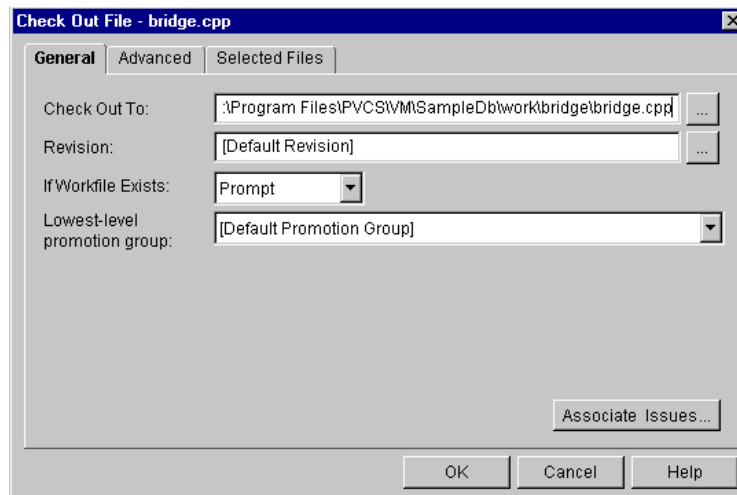 Check Out File - bridge.cpp
General Advanced Selected Files
Check Out To: :\Program Files\PVCS\VM\SampleDb\work\bridge\bridge.cpp ...
Revision: [Default Revision] ...
If Workfile Exists: Prompt
Lowest-level
promotion group: [Default Promotion Group]
Associate Issues...
OK Cancel Help